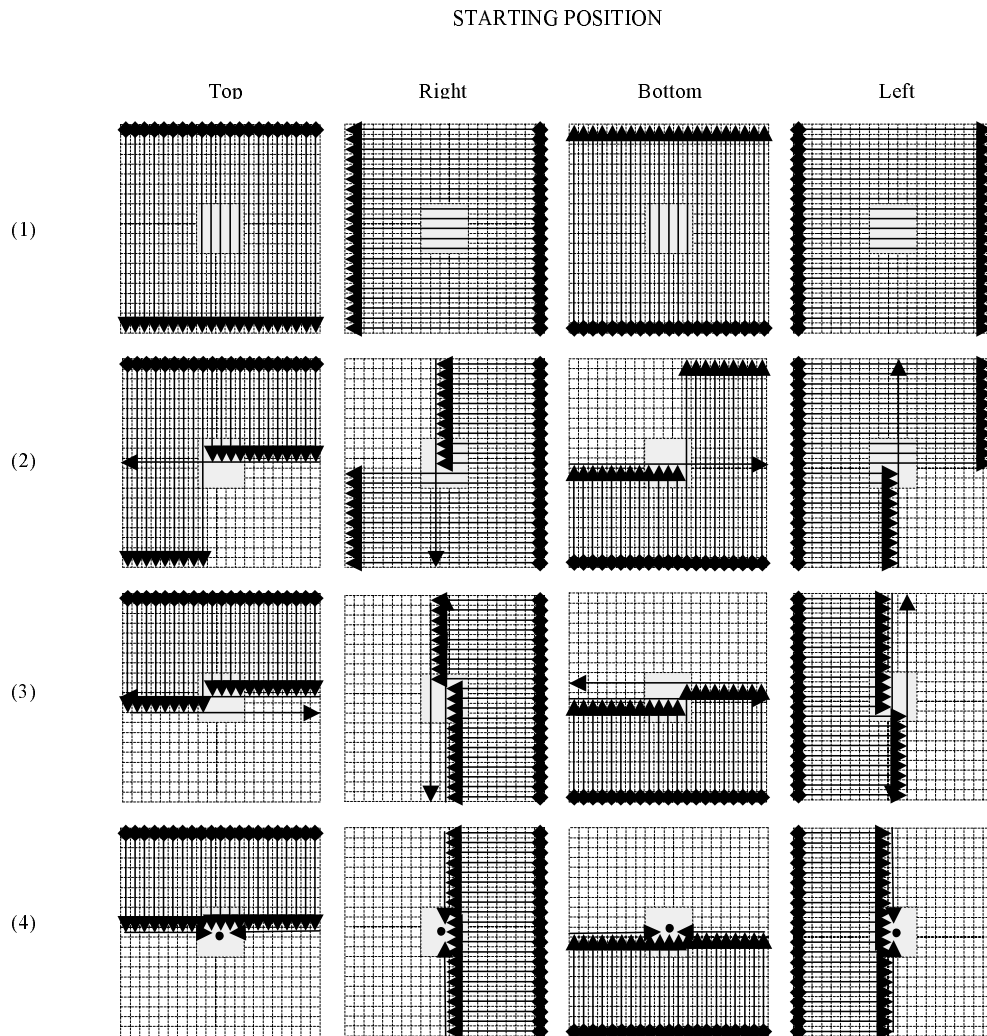 STARTING POSITION
Top Right Bottom Left
(1)
(2)
(3)
(4)